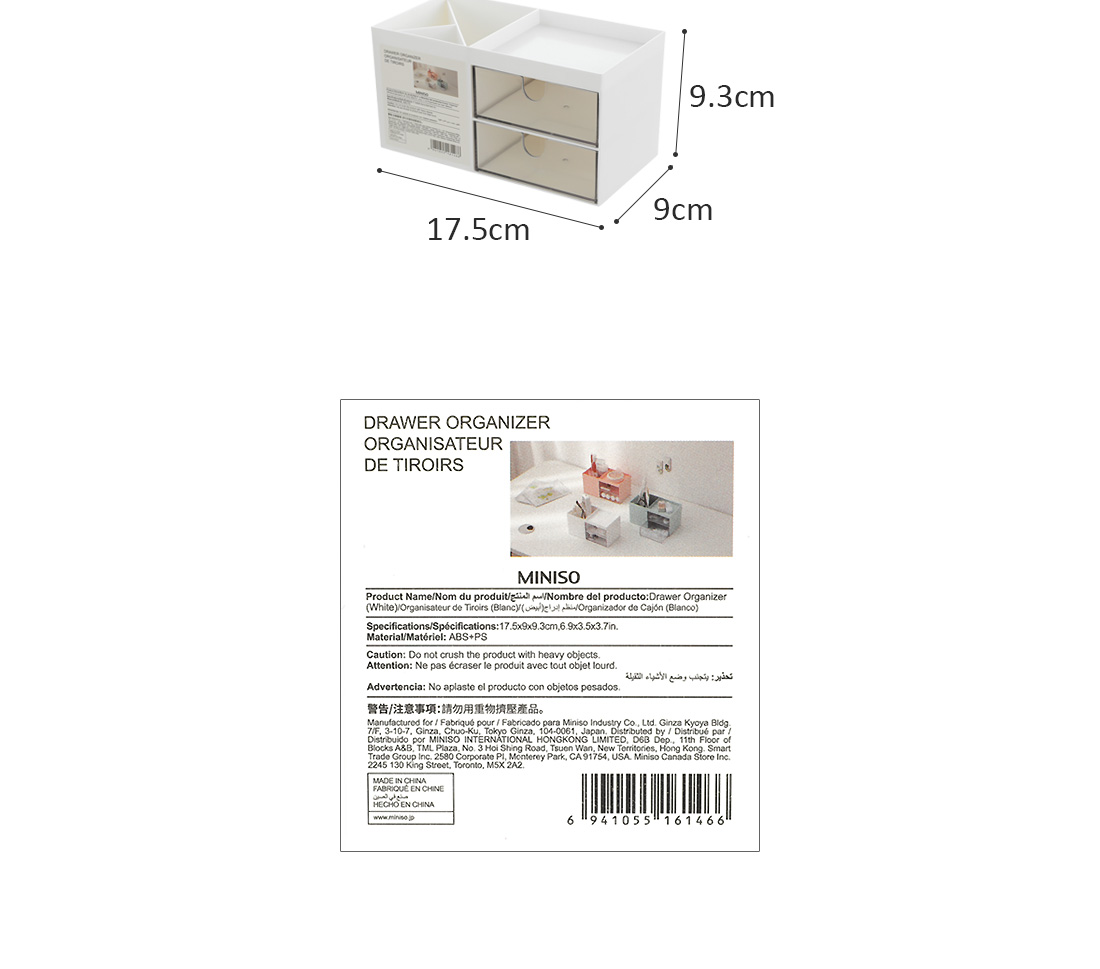 9.3cm
9cm
17.5cm
DRAWER ORGANIZER
ORGANISATEUR
DE TIROIRS
MINISO
DRAWER ORGANIZER
ORGANISATEUR
DE TIROIRS
MINISO
Product Name/Nom du produit/اسم المنتج/Nombre del producto:Drawer Organizer
(White)/Organisateur de Tiroirs (Blanc)/منظم إدراج(أبيض)/Organizador de Cajón (Blanco)
Specifications/Spécifications:17.5x9x9.3cm,6.9x3.5x3.7in.
Material/Matériel: ABS+PS
Caution: Do not crush the product with heavy objects.
Attention: Ne pas écraser le produit avec tout objet lourd.
تحذير: يتجنب وضع الأشياء الثقيلة
Advertencia: No aplaste el producto con objetos pesados.
警告/注意事項:請勿用重物擠壓產品。
Manufactured for / Fabriqué pour / Fabricado para Miniso Industry Co., Ltd. Ginza Kyoya Bldg.
7/F, 3-10-7, Ginza, Chuo-Ku, Tokyo Ginza, 104-0061, Japan. Distributed by / Distribué par /
Distribuido por MINISO INTERNATIONAL HONGKONG LIMITED, D6B Dep., 11th Floor of
Blocks A&B, TML Plaza, No. 3 Hoi Shing Road, Tsuen Wan, New Territories, Hong Kong. Smart
Trade Group Inc. 2580 Corporate Pl, Monterey Park, CA 91754, USA. Miniso Canada Store Inc.
2245 130 King Street, Toronto, M5X 2A2.
MADE IN CHINA
FABRIQUÉ EN CHINE
صنع في الصين
HECHO EN CHINA
www.miniso.jp
6 941055 161466